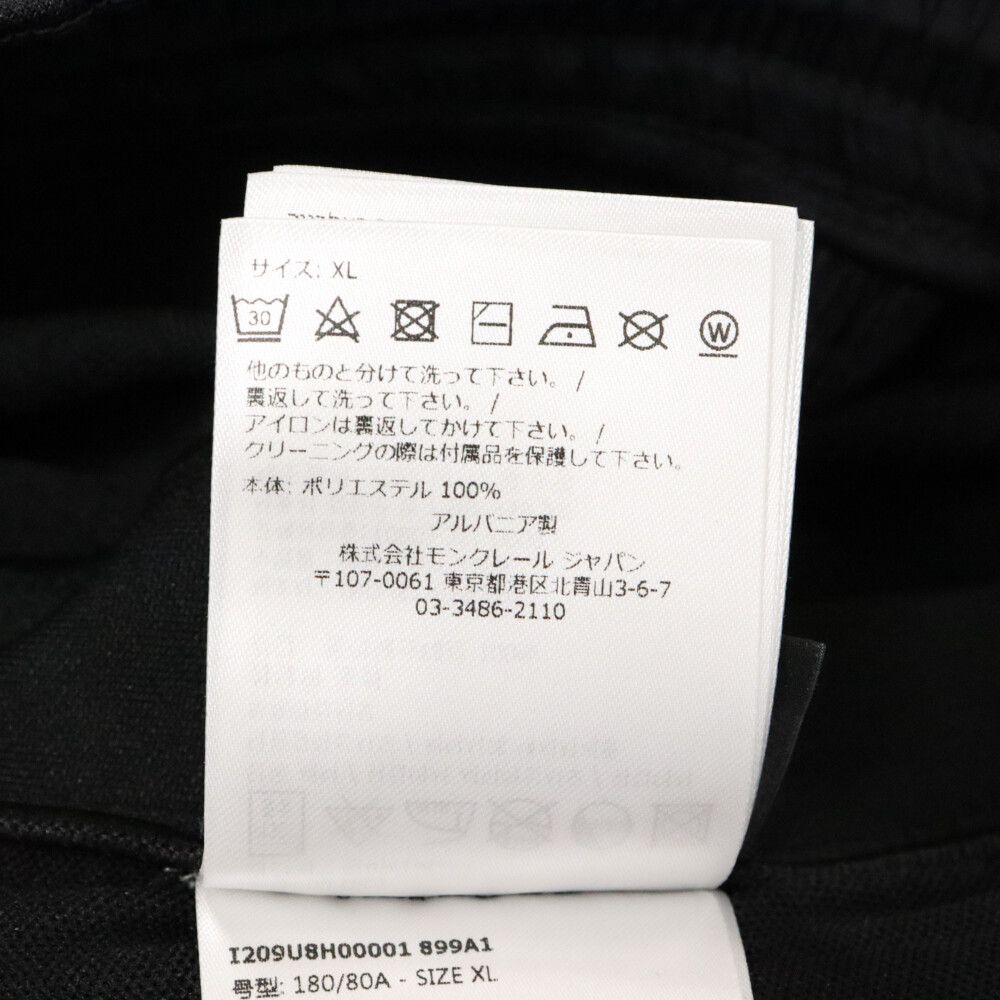 サイズ: XL
30
W
他のものと分けて洗って下さい。 /
裏返して洗って下さい。 /
アイロンは裏返してかけて下さい。 /
クリーニングの際は付属品を保護して下さい。
本体: ポリエステル 100%
アルバニア製
株式会社モンクレール ジャパン
〒107-0061 東京都港区北青山3-6-7
03-3486-2110
I209U8H00001 899A1
号型: 180/80A - SIZE XL